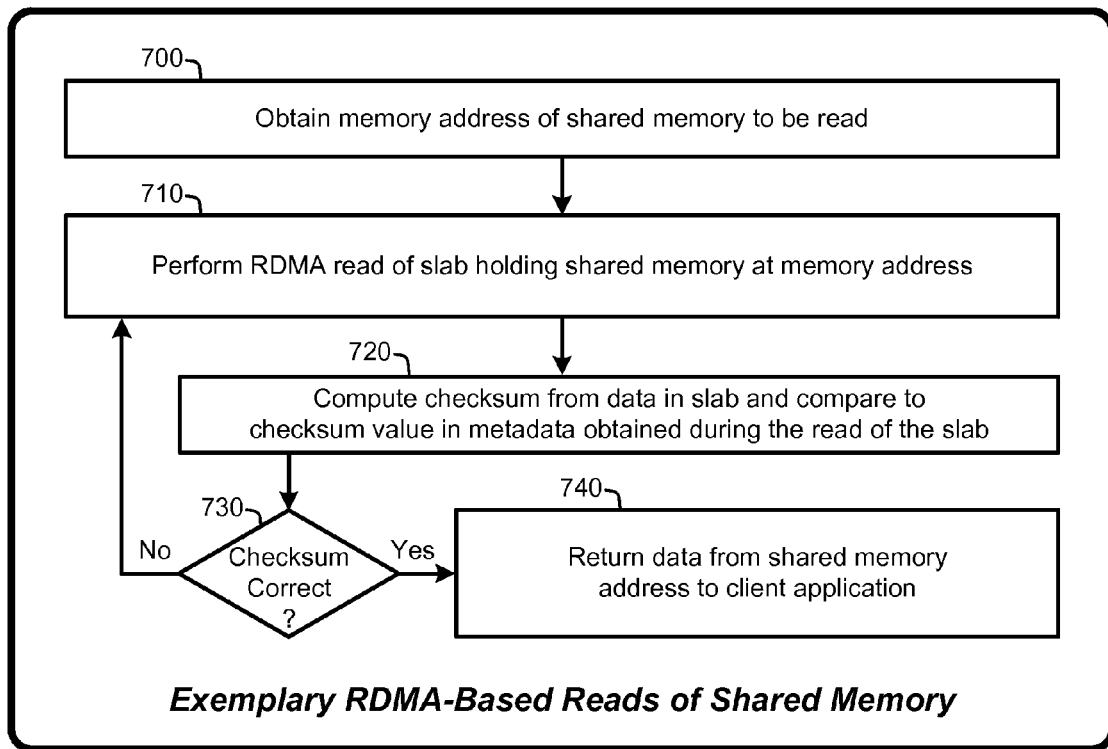 700
Obtain memory address of shared memory to be read
710
Perform RDMA read of slab holding shared memory at memory address
720
Compute checksum from data in slab and compare to
checksum value in metadata obtained during the read of the slab
730
No
Checksum
Correct
?
Yes
740
Return data from shared memory
address to client application
Exemplary RDMA-Based Reads of Shared Memory